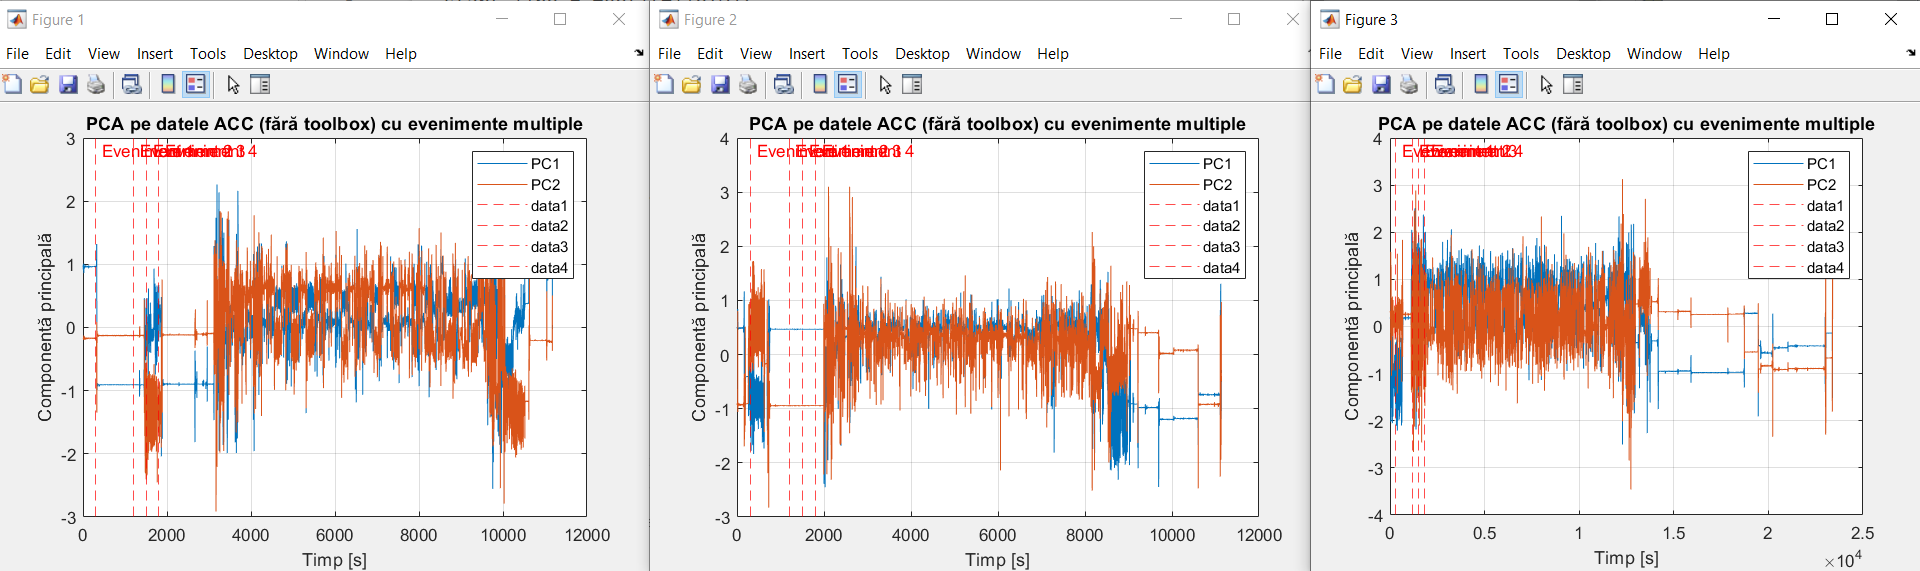 Figure 1
File Edit View Insert Tools Desktop Window Help
PCA pe datele ACC (fără toolbox) cu evenimente multiple
3
2
1
0
-1
-2
-3
Componentă principală
0 2000 4000 6000 8000 10000 12000
Timp [s]
4
PC1
PC2
data1
data2
data3
data4
Figure 2
File Edit View Insert Tools Desktop Window Help
PCA pe datele ACC (fără toolbox) cu evenimente multiple
4
3
2
1
0
-1
-2
-3
Componentă principală
0 2000 4000 6000 8000 10000 12000
Timp [s]
4
PC1
PC2
data1
data2
data3
data4
Figure 3
File Edit View Insert Tools Desktop Window Help
PCA pe datele ACC (fără toolbox) cu evenimente multiple
4
3
2
1
0
-1
-2
-3
-4
Componentă principală
0 0.5 1 1.5 2 2.5
×10⁴
Timp [s]
4
PC1
PC2
data1
data2
data3
data4